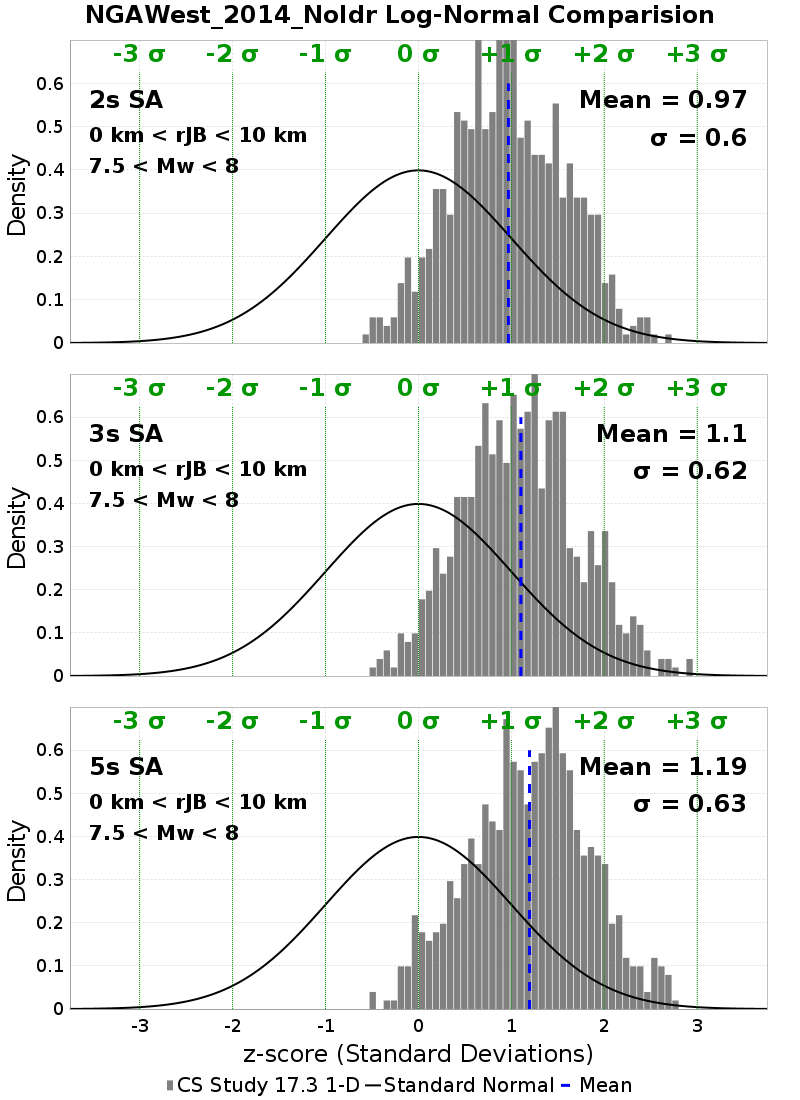 NGAWest_2014_NoIdr Log-Normal Comparision
-3 σ -2 σ -1 σ 0 σ +1 σ +2 σ +3 σ
2s SA
Mean = 0.97
0 km < rJB < 10 km
σ = 0.6
7.5 < Mw < 8
Density
0.6
0.5
0.4
0.3
0.2
0.1
0
-3 σ -2 σ -1 σ 0 σ +1 σ +2 σ +3 σ
3s SA
Mean = 1.1
0 km < rJB < 10 km
σ = 0.62
7.5 < Mw < 8
Density
0.6
0.5
0.4
0.3
0.2
0.1
0
-3 σ -2 σ -1 σ 0 σ +1 σ +2 σ +3 σ
5s SA
Mean = 1.19
0 km < rJB < 10 km
σ = 0.63
7.5 < Mw < 8
Density
0.6
0.5
0.4
0.3
0.2
0.1
0
-3 -2 -1 0 1 2 3
z-score (Standard Deviations)
CS Study 17.3 1-D Standard Normal Mean